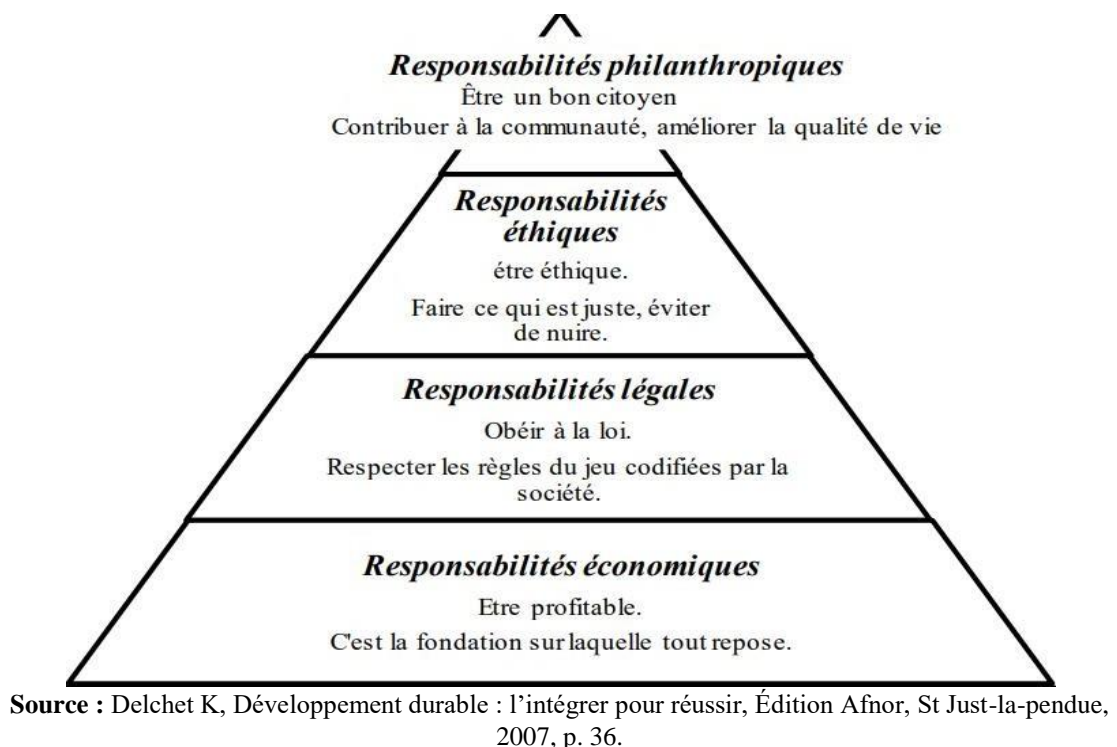 Responsabilités philanthropiques
Être un bon citoyen
Contribuer à la communauté, améliorer la qualité de vie
Responsabilités
éthiques
étre éthique.
Faire ce qui est juste, éviter
de nuire.
Responsabilités légales
Obéir à la loi.
Respecter les règles du jeu codifiées par la
société.
Responsabilités économiques
Etre profitable.
C'est la fondation sur laquelle tout repose.
Source : Delchet K, Développement durable : l’intégrer pour réussir, Édition Afnor, St Just-la-pendue,
2007, p. 36.